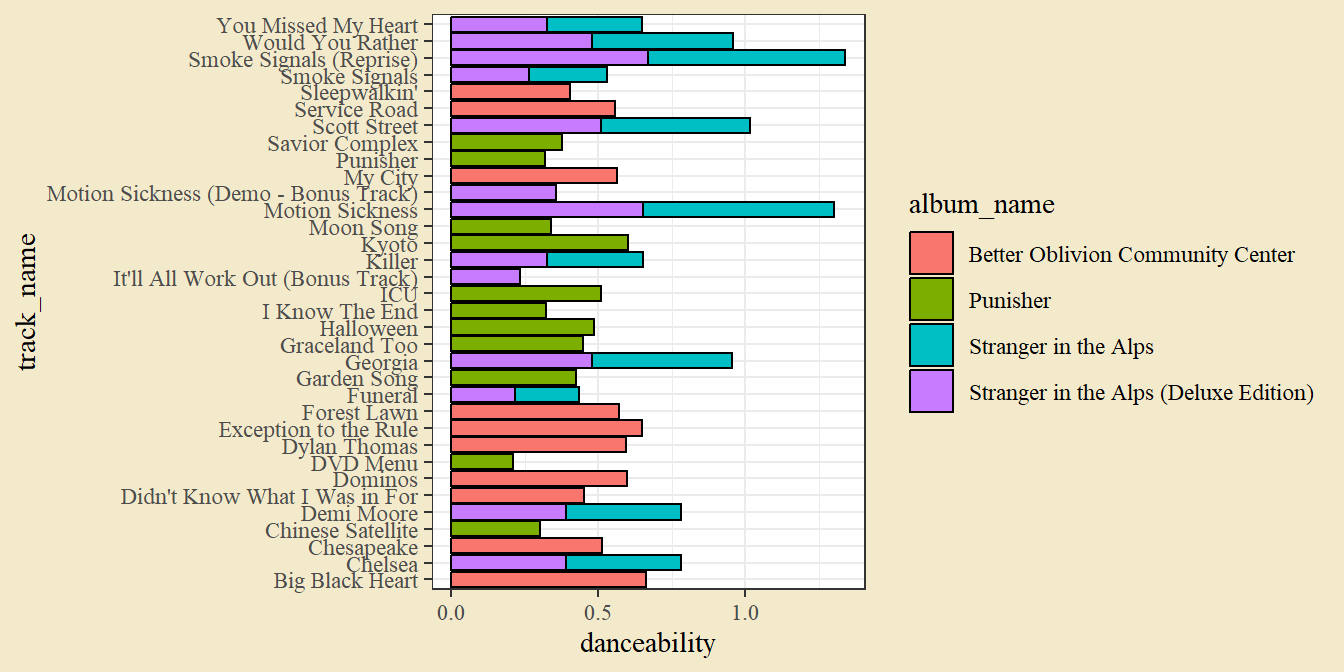 You Missed My Heart
Would You Rather
Smoke Signals (Reprise)
Smoke Signals
Sleepwalkin'
Service Road
Scott Street
Savior Complex
Punisher
My City
Motion Sickness (Demo - Bonus Track)
Motion Sickness
Moon Song
Kyoto
Killer
It'll All Work Out (Bonus Track)
ICU
I Know The End
Halloween
Graceland Too
Georgia
Garden Song
Funeral
Forest Lawn
Exception to the Rule
Dylan Thomas
DVD Menu
Dominos
Didn't Know What I Was in For
Demi Moore
Chinese Satellite
Chesapeake
Chelsea
Big Black Heart
track_name
0.0 0.5 1.0
danceability
album_name
Better Oblivion Community Center
Punisher
Stranger in the Alps
Stranger in the Alps (Deluxe Edition)